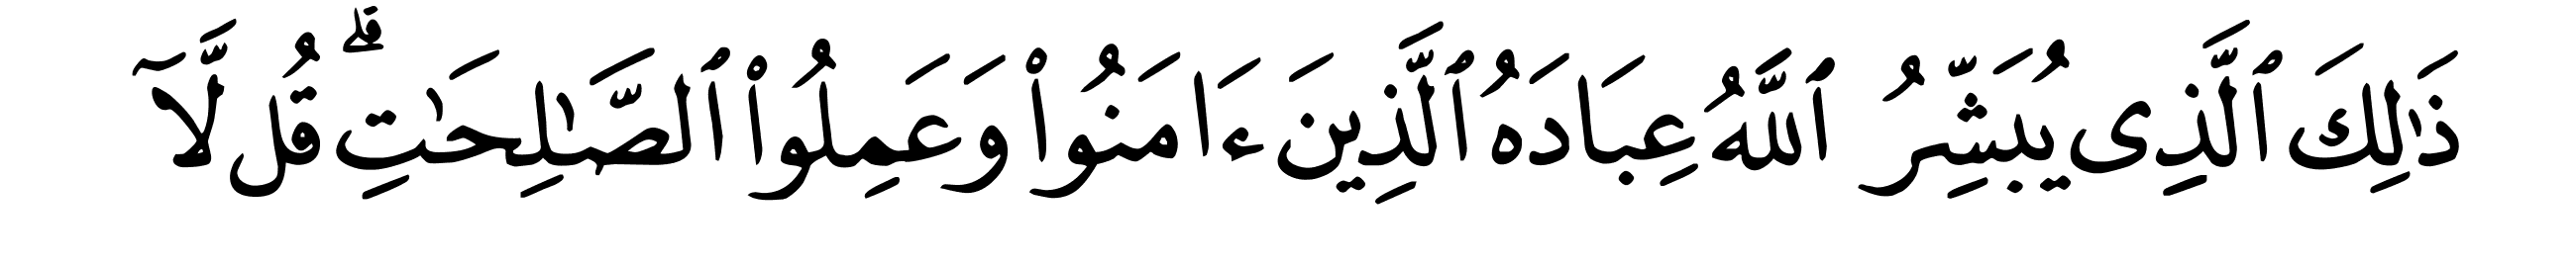 ذَٰلِكَ ٱلَّذِى يُبَشِّرُ ٱللَّهُ عِبَادَهُ ٱلَّذِينَ ءَامَنُوا۟ وَعَمِلُوا۟ ٱلصَّـٰلِحَـٰتِ ۗ قُل لَّآ